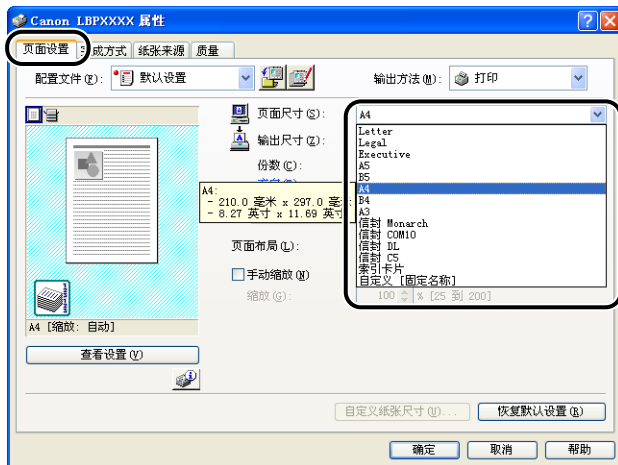 Canon LBPXXXX 属性
页面设置 完成方式 纸张来源 质量
配置文件(F): 默认设置 输出方法(M): 打印
页面尺寸(S): A4
输出尺寸(Z):
份数(C):
Letter
Legal
Executive
A5
B5
A4
B4
A3
信封 Monarch
信封 COM10
信封 DL
信封 C5
索引卡片
自定义 [固定名称]
A4:
- 210.0 毫米 x 297.0 毫
- 8.27 英寸 x 11.69 英寸
页面布局(L):
手动缩放(N)
缩放(G): 100 % [25 到 200]
A4 [缩放: 自动]
查看设置(V)
自定义纸张尺寸(U)... 恢复默认设置(R)
确定 取消 帮助